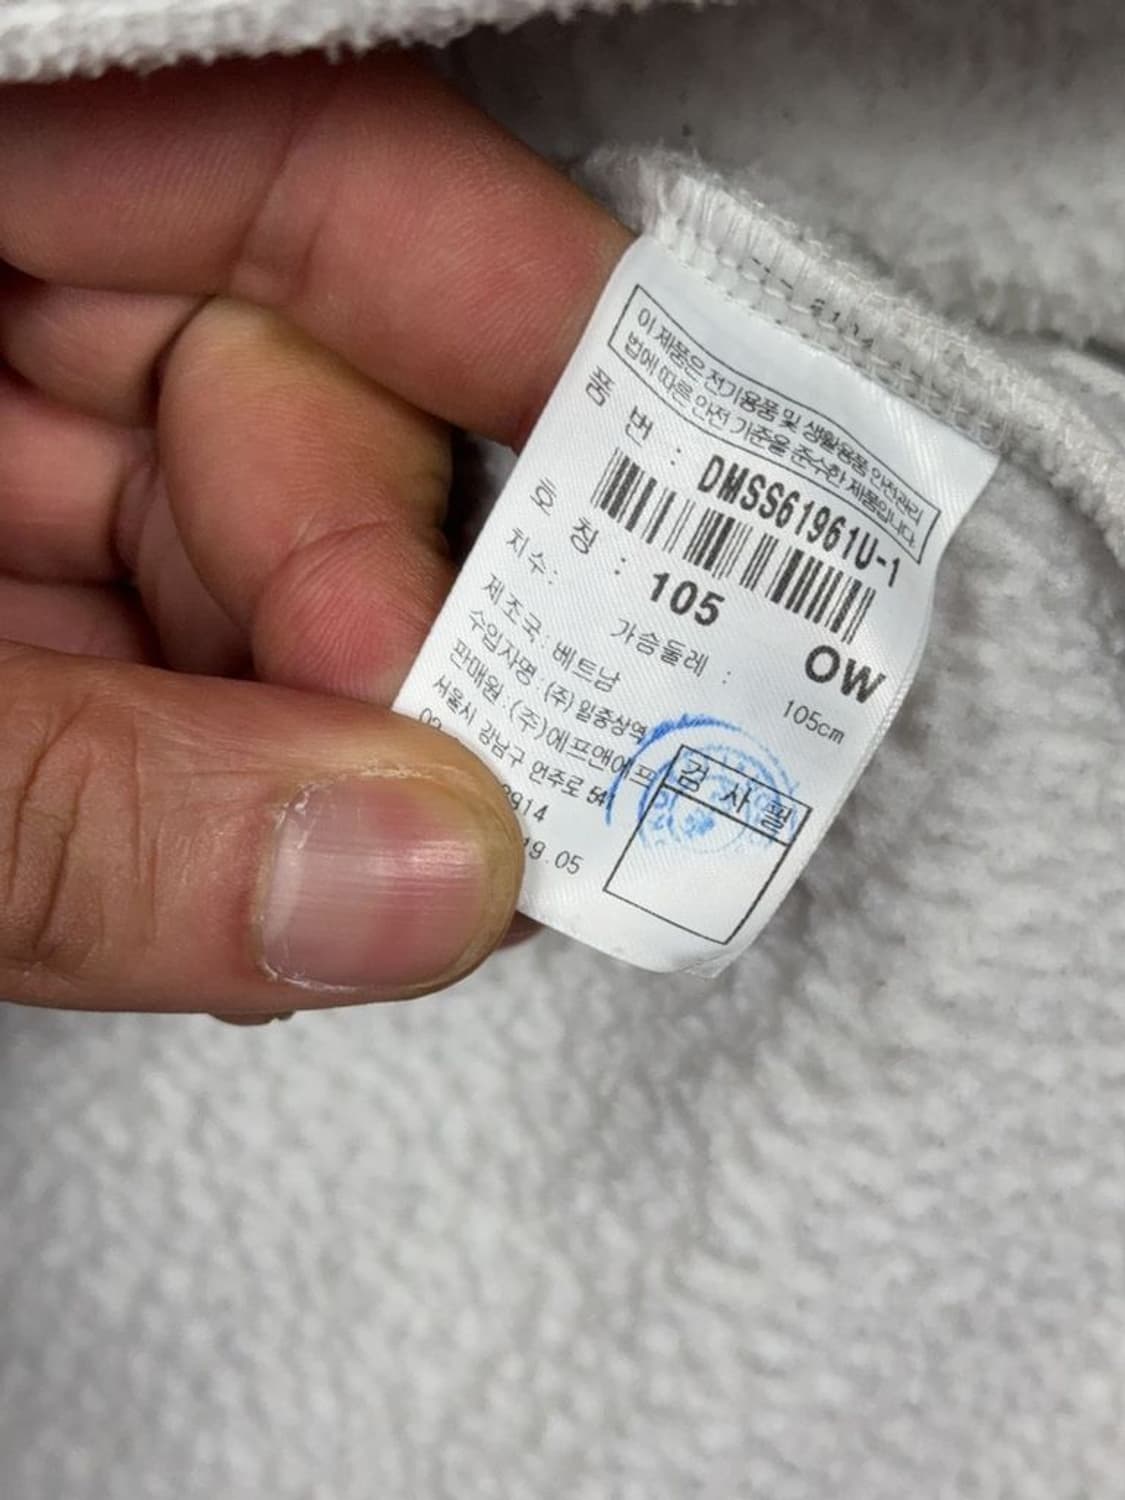 이 제품은 전기용품 및 생활용품 안전관리
법에 따른 안전 기준을 준수한 제품입니다.
품 번 : DMSS61961U-1
호 칭 : 105 OW
치수: 가슴둘레 : 105cm
제조국 : 베트남
수입자명 : (주) 일중상역
판매원 : (주)에프앤에프
서울시 강남구 언주로 541
02 3914
19.05
검 사 필